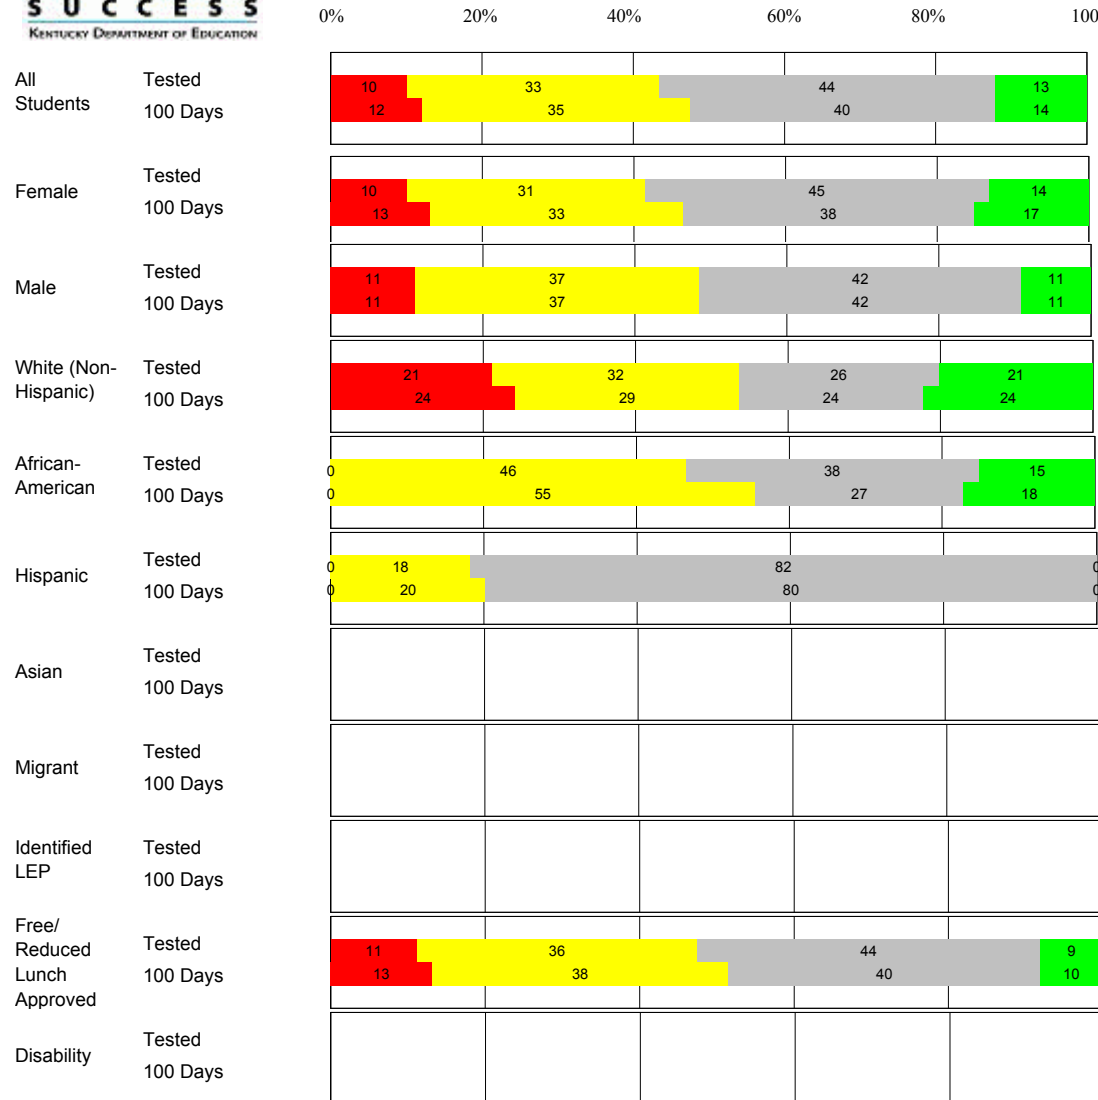 SUCCESS
KENTUCKY DEPARTMENT OF EDUCATION
0% 20% 40% 60% 80% 100
All
Students
Tested
100 Days
10 33 44 13
12 35 40 14
Female
Tested
100 Days
10 31 45 14
13 33 38 17
Male
Tested
100 Days
11 37 42 11
11 37 42 11
White (Non-
Hispanic)
Tested
100 Days
21 32 26 21
24 29 24 24
African-
American
Tested
100 Days
0 46 38 15
0 55 27 18
Hispanic
Tested
100 Days
0 18 82 0
0 20 80 0
Asian
Tested
100 Days
Migrant
Tested
100 Days
Identified
LEP
Tested
100 Days
Free/
Reduced
Lunch
Approved
Tested
100 Days
11 36 44 9
13 38 40 10
Disability
Tested
100 Days